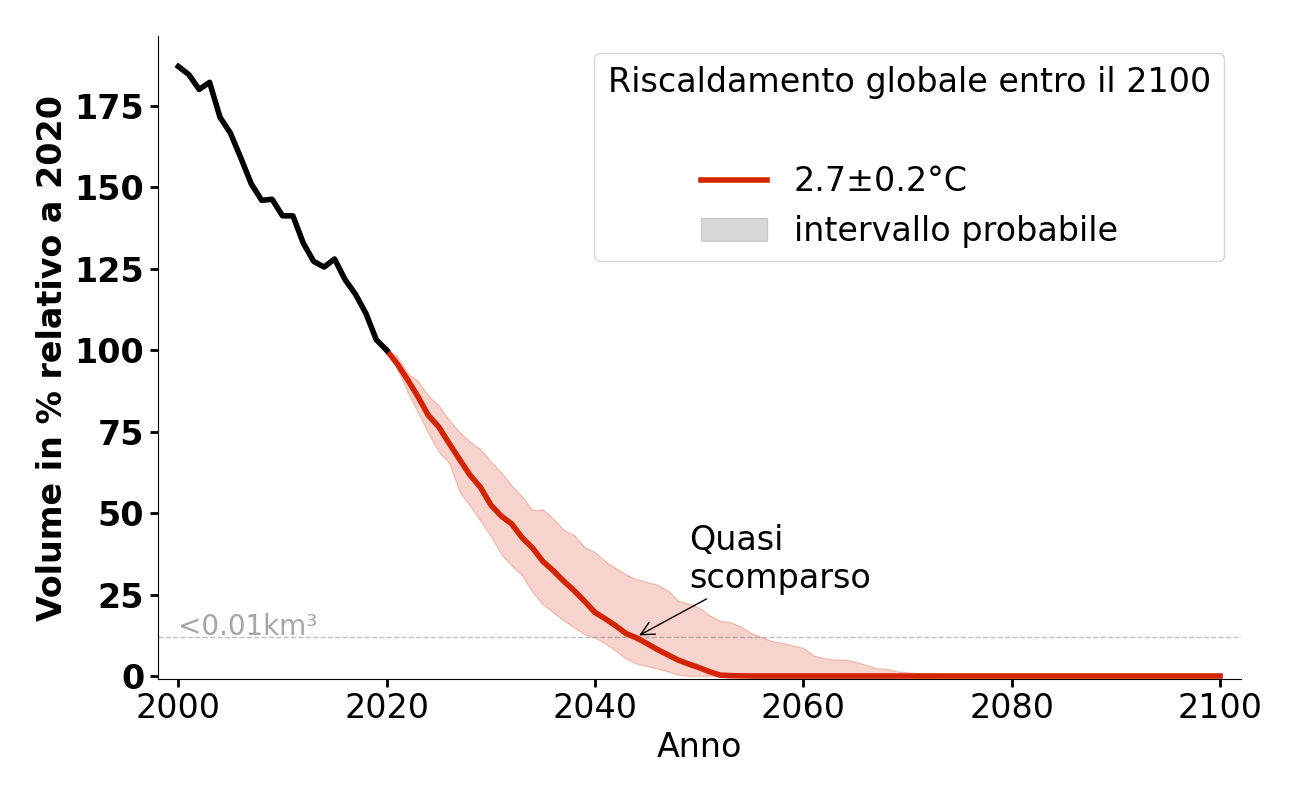 Volume in % relativo a 2020
175
150
125
100
75
50
25
0
Riscaldamento globale entro il 2100
2.7±0.2°C
intervallo probabile
Quasi
scomparso
<0.01km³
2000 2020 2040 2060 2080 2100
Anno